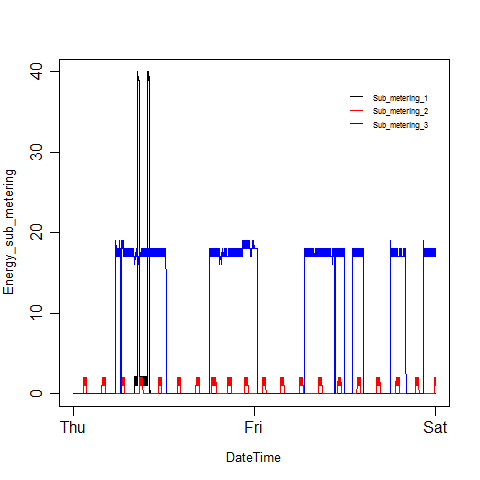 Sub_metering_1
Sub_metering_2
Sub_metering_3
40
30
20
10
0
Energy_sub_metering
Thu
Fri
Sat
DateTime